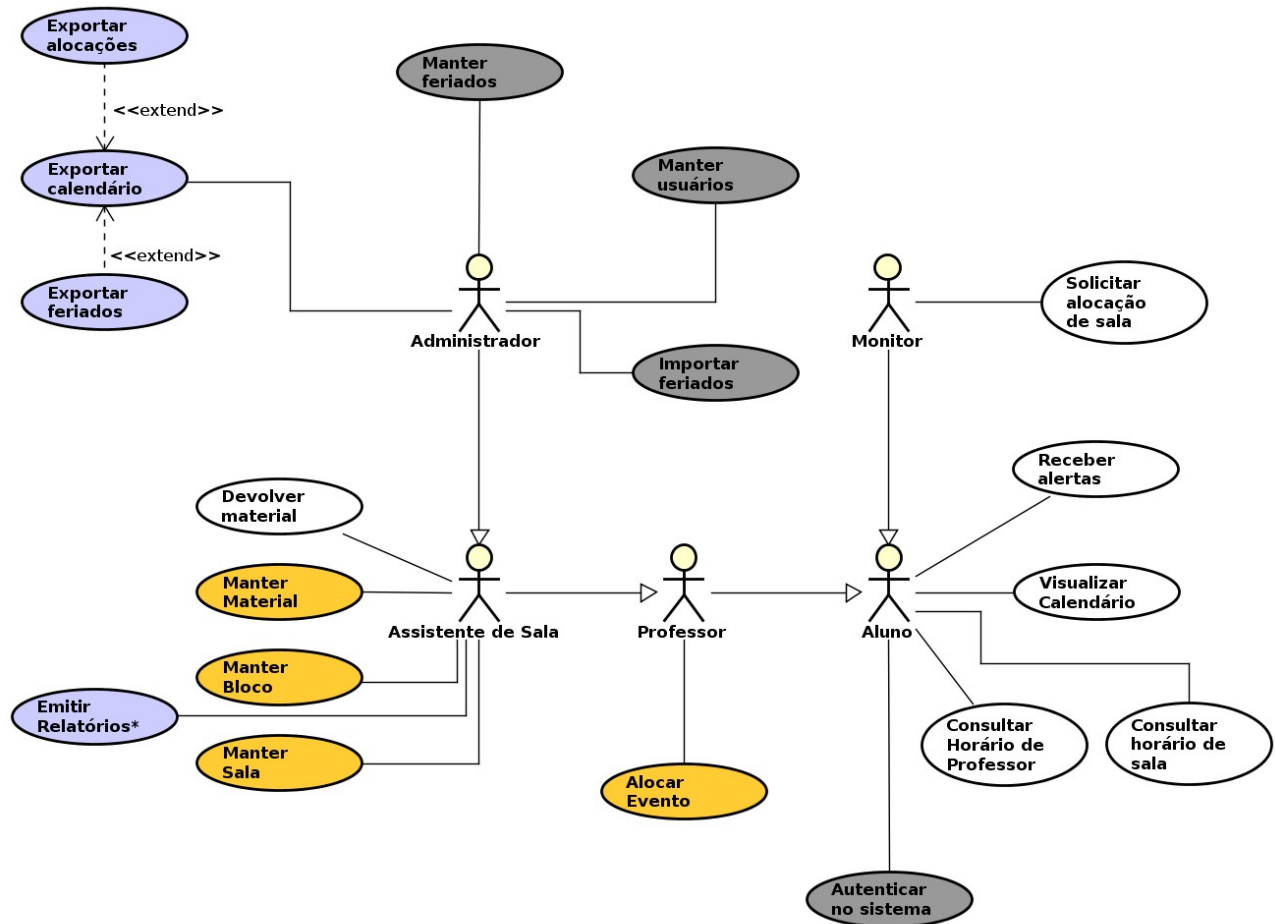 Exportar
alocações
Manter
feriados
<<extend>>
Exportar
calendário
Manter
usuários
<<extend>>
Exportar
feriados
Solicitar
alocação
de sala
Administrador
Monitor
Importar
feriados
Receber
alertas
Devolver
material
Manter
Material
Visualizar
Calendário
Assistente de Sala
Professor
Aluno
Manter
Bloco
Emitir
Relatórios*
Consultar
Horário de
Professor
Consultar
horário de
sala
Manter
Sala
Alocar
Evento
Autenticar
no sistema